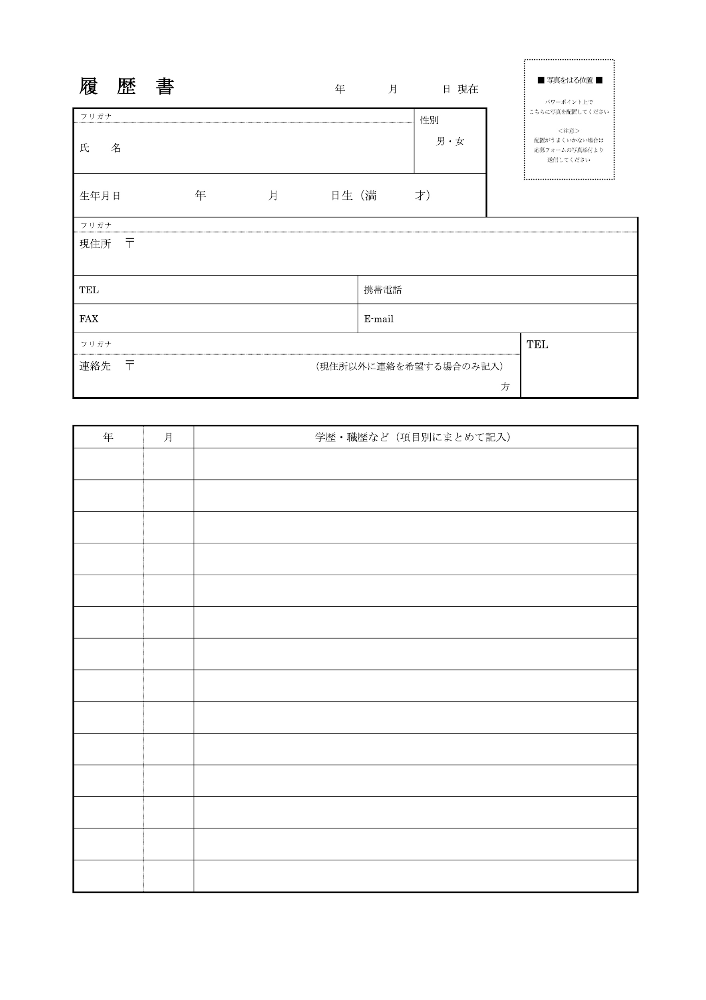 履 歴 書
年 月 日 現在
■ 写真をはる位置 ■
パワーポイント上で
こちらに写真を配置してください
＜注意＞
配置がうまくいかない場合は
応募フォームの写真添付より
送信してください
フリガナ
性別
男・女
氏 名
生年月日 年 月 日生（満 才）
フリガナ
現住所 〒
TEL
携帯電話
FAX
E-mail
フリガナ
TEL
連絡先 〒 （現住所以外に連絡を希望する場合のみ記入）
方
年 月 学歴・職歴など（項目別にまとめて記入）